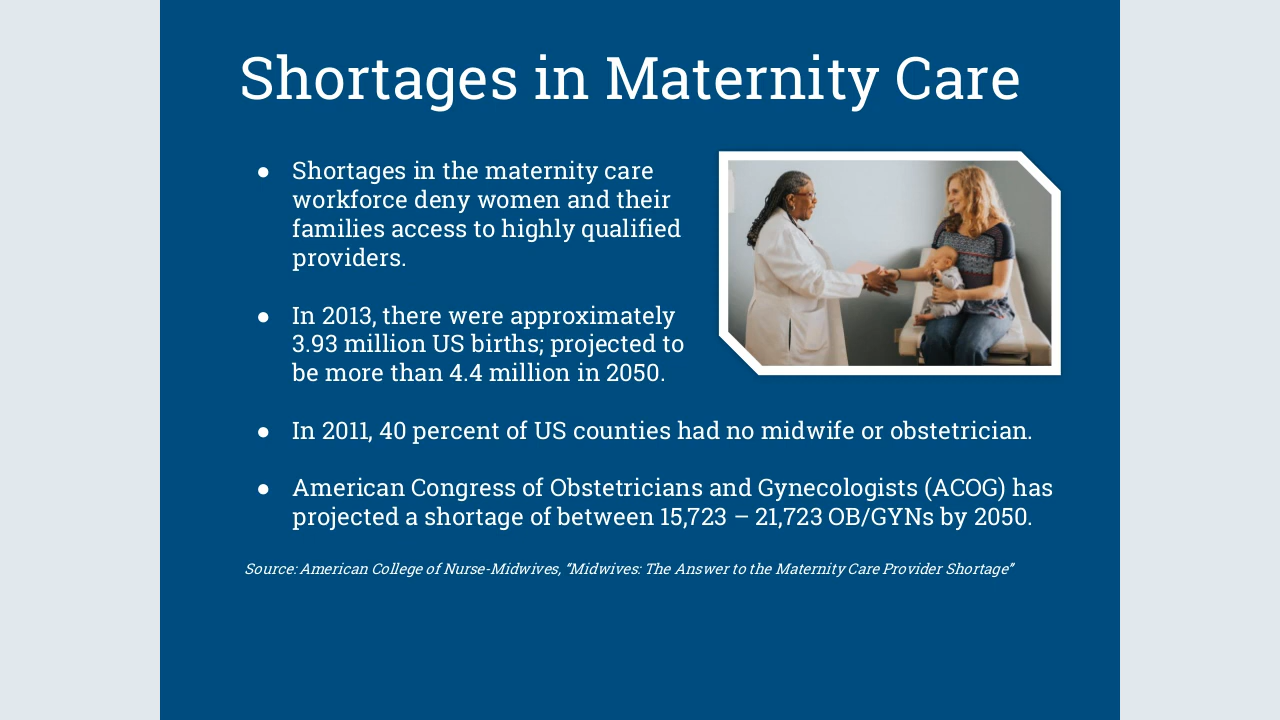 Shortages in Maternity Care
● Shortages in the maternity care
workforce deny women and their
families access to highly qualified
providers.
● In 2013, there were approximately
3.93 million US births; projected to
be more than 4.4 million in 2050.
● In 2011, 40 percent of US counties had no midwife or obstetrician.
● American Congress of Obstetricians and Gynecologists (ACOG) has
projected a shortage of between 15,723 – 21,723 OB/GYNs by 2050.
Source: American College of Nurse-Midwives, “Midwives: The Answer to the Maternity Care Provider Shortage”